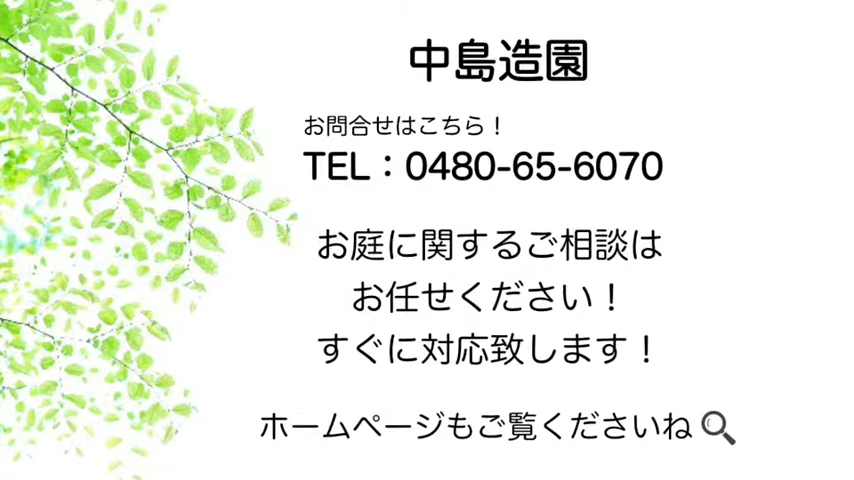 中島造園
お問合せはこちら！
TEL：0480-65-6070
お庭に関するご相談は
お任せください！
すぐに対応致します！
ホームページもご覧くださいね